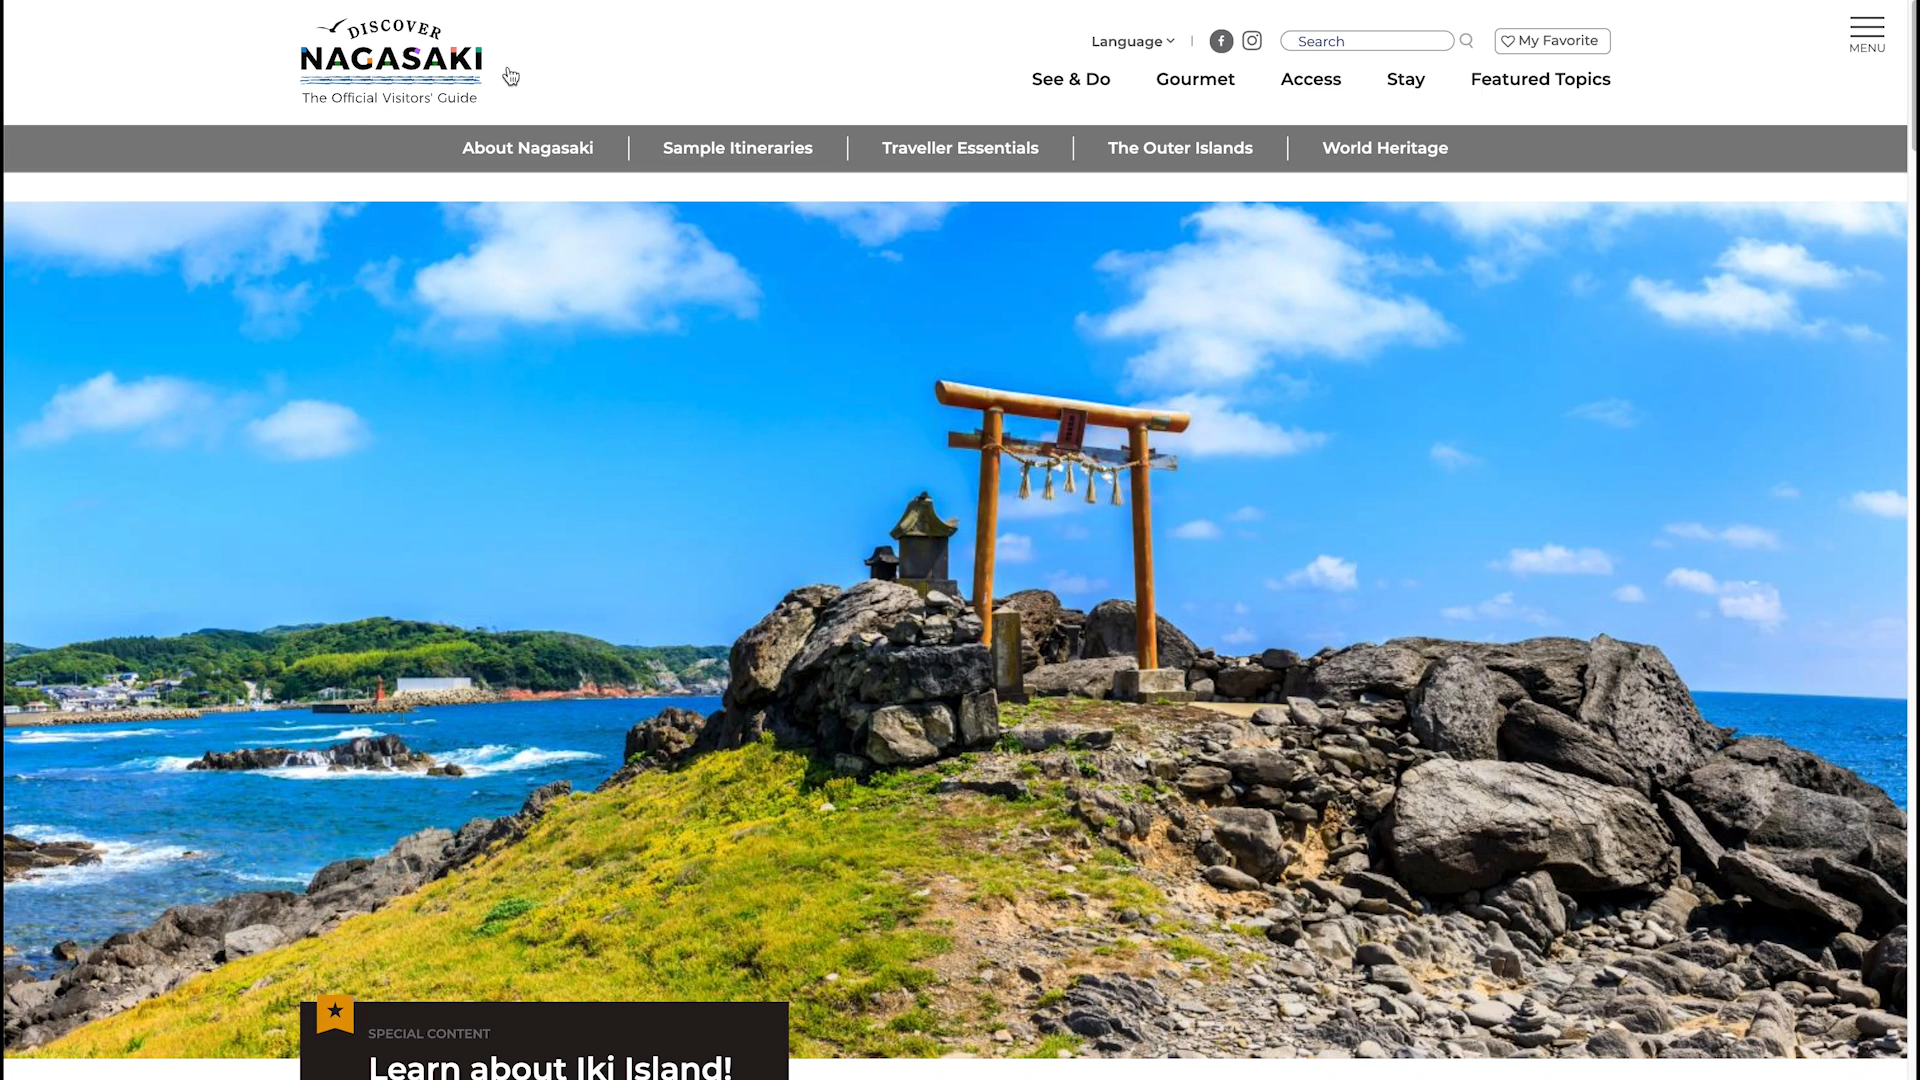 DISCOVER
NAGASAKI
The Official Visitors' Guide
Language
Search
My Favorite
MENU
See & Do
Gourmet
Access
Stay
Featured Topics
About Nagasaki
Sample Itineraries
Traveller Essentials
The Outer Islands
World Heritage
SPECIAL CONTENT
Learn about Iki Island!